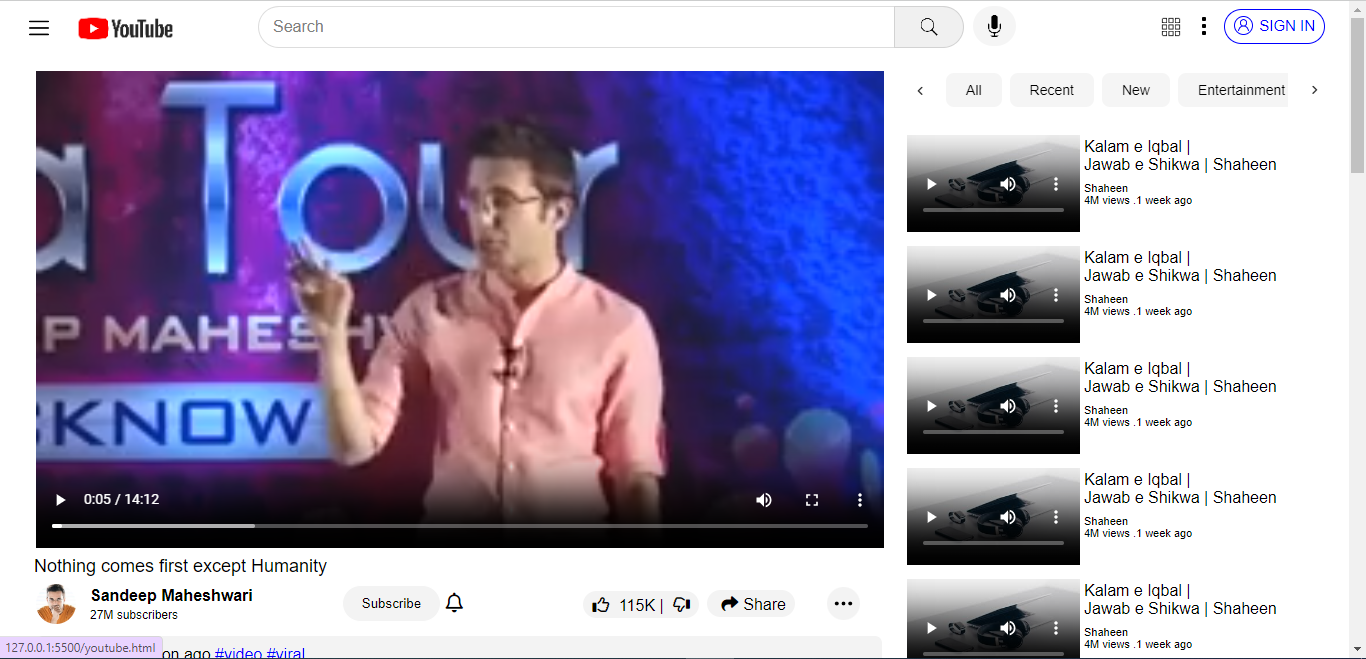 YouTube
Search
SIGN IN
a Tour
P MAHESHW
CKNOW
0:05 / 14:12
Nothing comes first except Humanity
Sandeep Maheshwari
27M subscribers
Subscribe
115K |
Share
on ago #video #viral
127.0.0.1:5500/youtube.html
All
Recent
New
Entertainment
Kalam e Iqbal |
Jawab e Shikwa | Shaheen
Shaheen
4M views .1 week ago
Kalam e Iqbal |
Jawab e Shikwa | Shaheen
Shaheen
4M views .1 week ago
Kalam e Iqbal |
Jawab e Shikwa | Shaheen
Shaheen
4M views .1 week ago
Kalam e Iqbal |
Jawab e Shikwa | Shaheen
Shaheen
4M views .1 week ago
Kalam e Iqbal |
Jawab e Shikwa | Shaheen
Shaheen
4M views .1 week ago